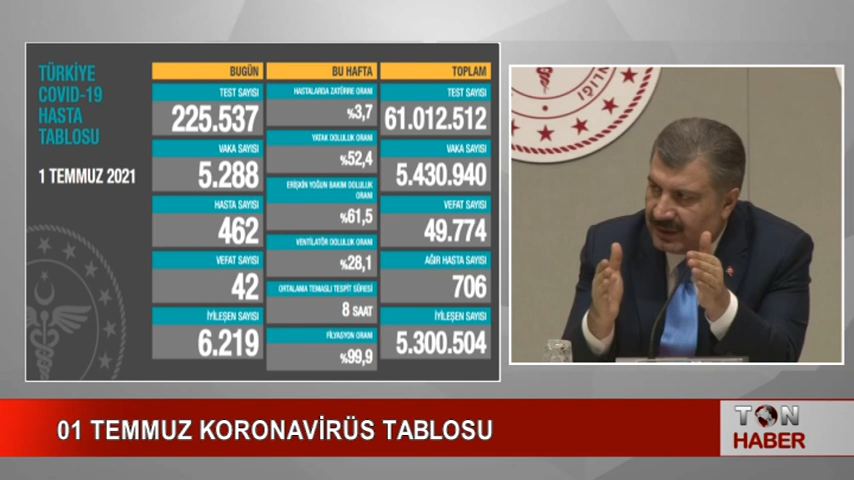 TÜRKİYE
COVID-19
HASTA
TABLOSU
1 TEMMUZ 2021
BUGÜN
TEST SAYISI
225.537
VAKA SAYISI
5.288
HASTA SAYISI
462
VEFAT SAYISI
42
İYİLEŞEN SAYISI
6.219
BU HAFTA
HASTALARDA ZATÜRRE ORANI
%3,7
YATAK DOLULUK ORANI
%52,4
ERİŞKİN YOĞUN BAKIM DOLULUK
ORANI
%61,5
VENTİLATÖR DOLULUK ORANI
%28,1
ORTALAMA TEMASLI TESPİT SÜRESİ
8 SAAT
FİLYASYON ORANI
%99,9
TOPLAM
TEST SAYISI
61.012.512
VAKA SAYISI
5.430.940
VEFAT SAYISI
49.774
AĞIR HASTA SAYISI
706
İYİLEŞEN SAYISI
5.300.504
NLIĞI
01 TEMMUZ KORONAVİRÜS TABLOSU
TON
HABER